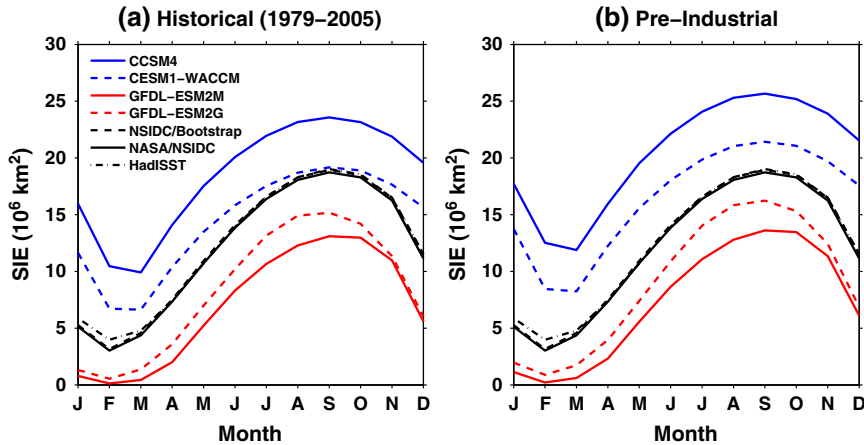 (a) Historical (1979−2005)
SIE (10⁶ km²)
30
25
20
15
10
5
0
CCSM4
CESM1−WACCM
GFDL−ESM2M
GFDL−ESM2G
NSIDC/Bootstrap
NASA/NSIDC
HadISST
J F M A M J J A S O N D
Month
(b) Pre−Industrial
SIE (10⁶ km²)
30
25
20
15
10
5
0
J F M A M J J A S O N D
Month